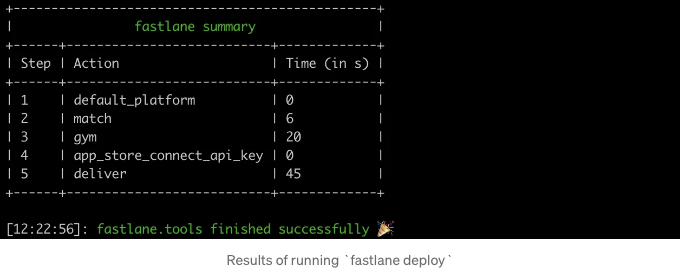 +-----------------------------------------------+
|               fastlane summary                |
+------+---------------------------+-------------+
| Step | Action                    | Time (in s) |
+------+---------------------------+-------------+
| 1    | default_platform          | 0           |
| 2    | match                     | 6           |
| 3    | gym                       | 20          |
| 4    | app_store_connect_api_key | 0           |
| 5    | deliver                   | 45          |
+------+---------------------------+-------------+
[12:22:56]: fastlane.tools finished successfully 🎉
Results of running `fastlane deploy`